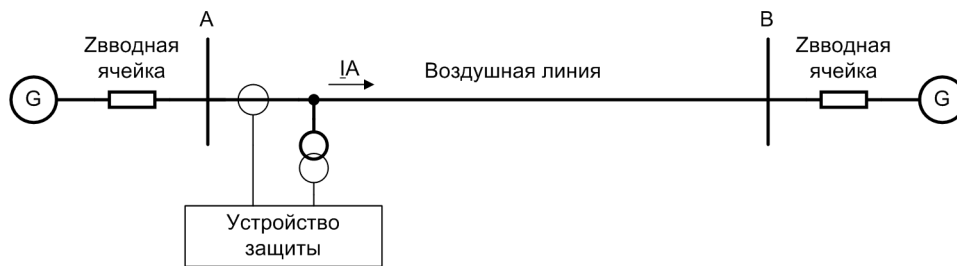 A
B
Zвводная
ячейка
IA
Воздушная линия
Zвводная
ячейка
G
G
Устройство
защиты